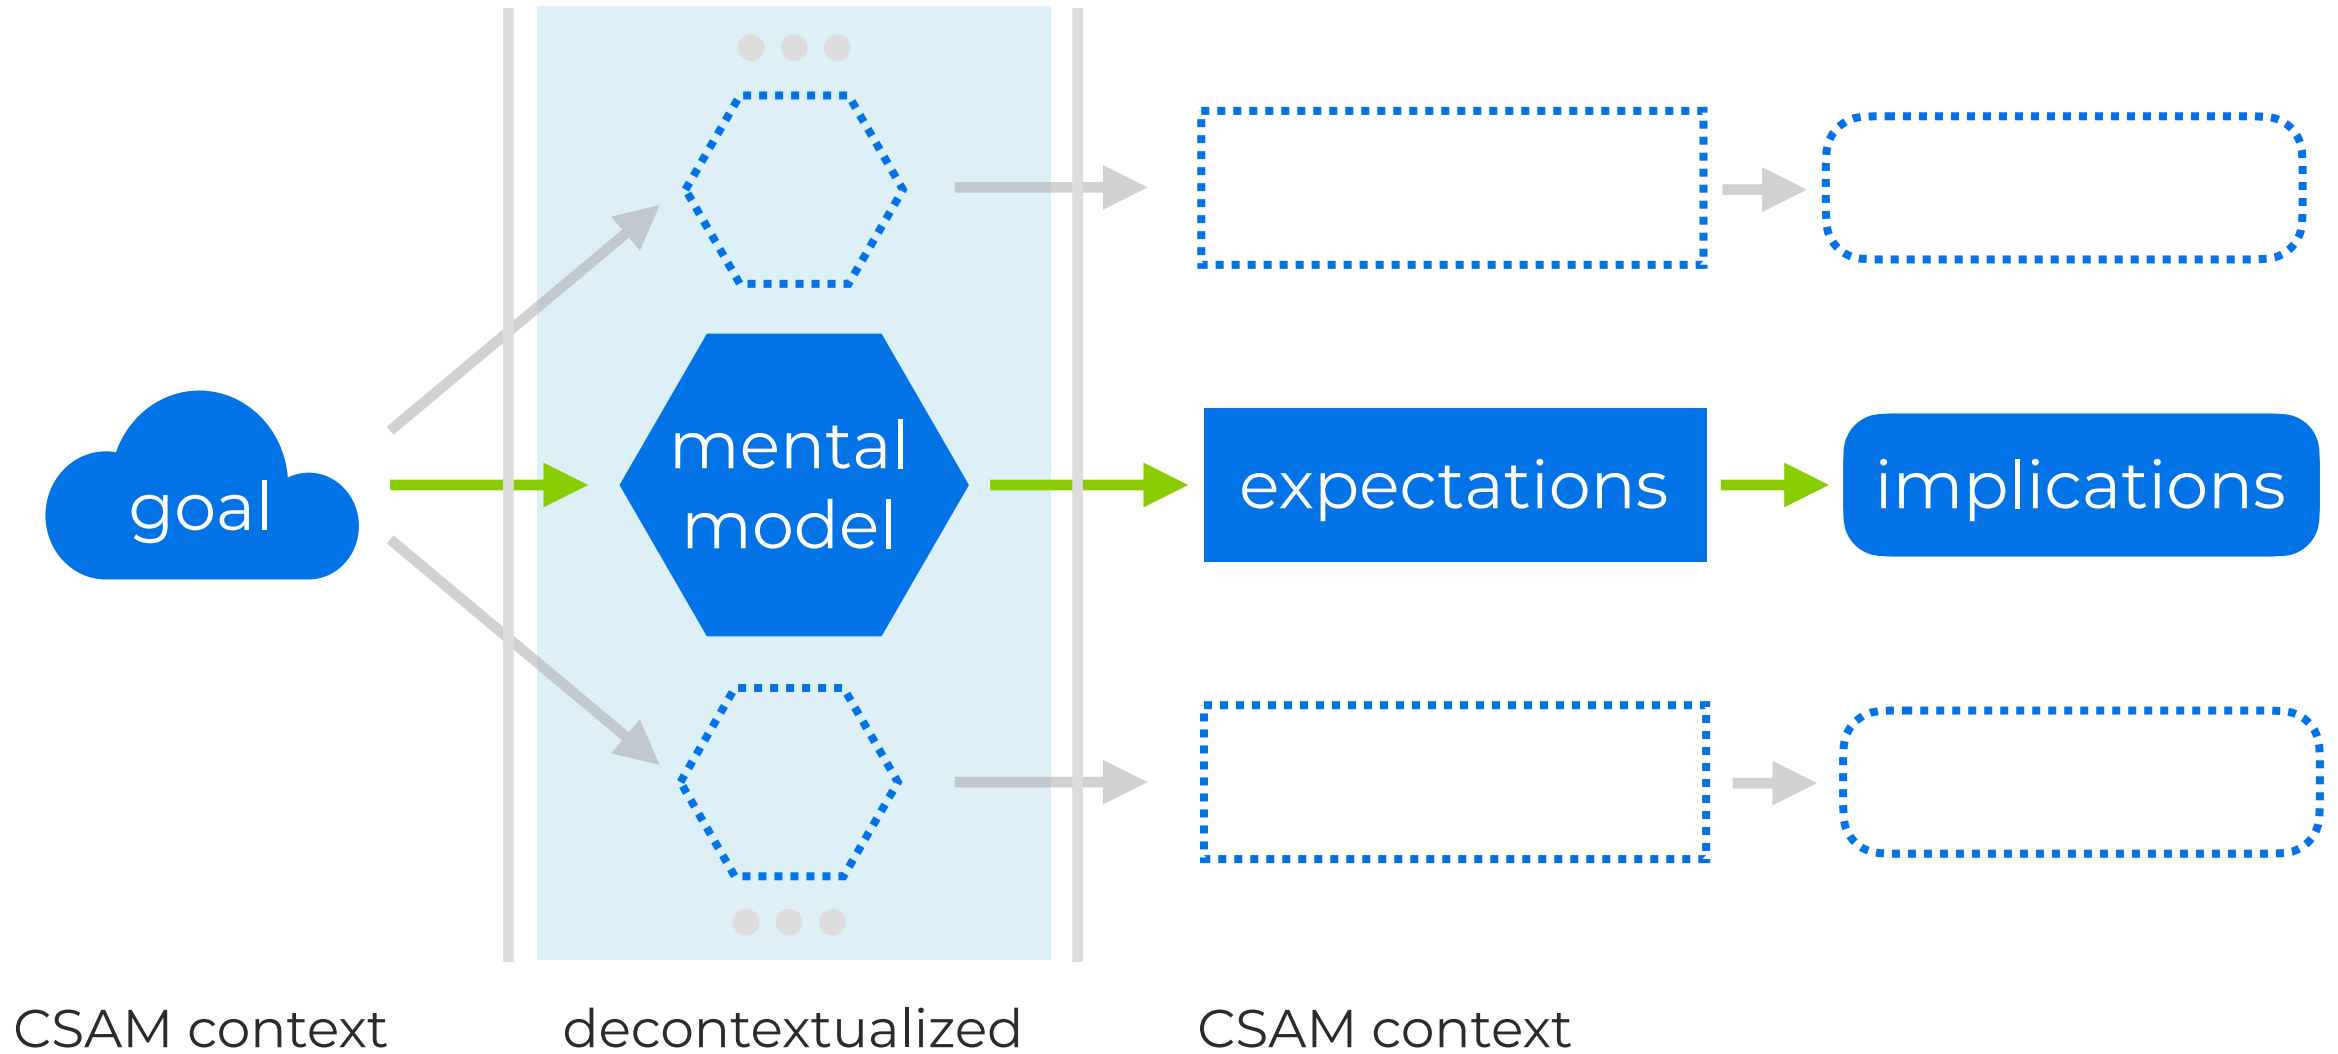 goal
mental
model
expectations
implications
CSAM context
decontextualized
CSAM context